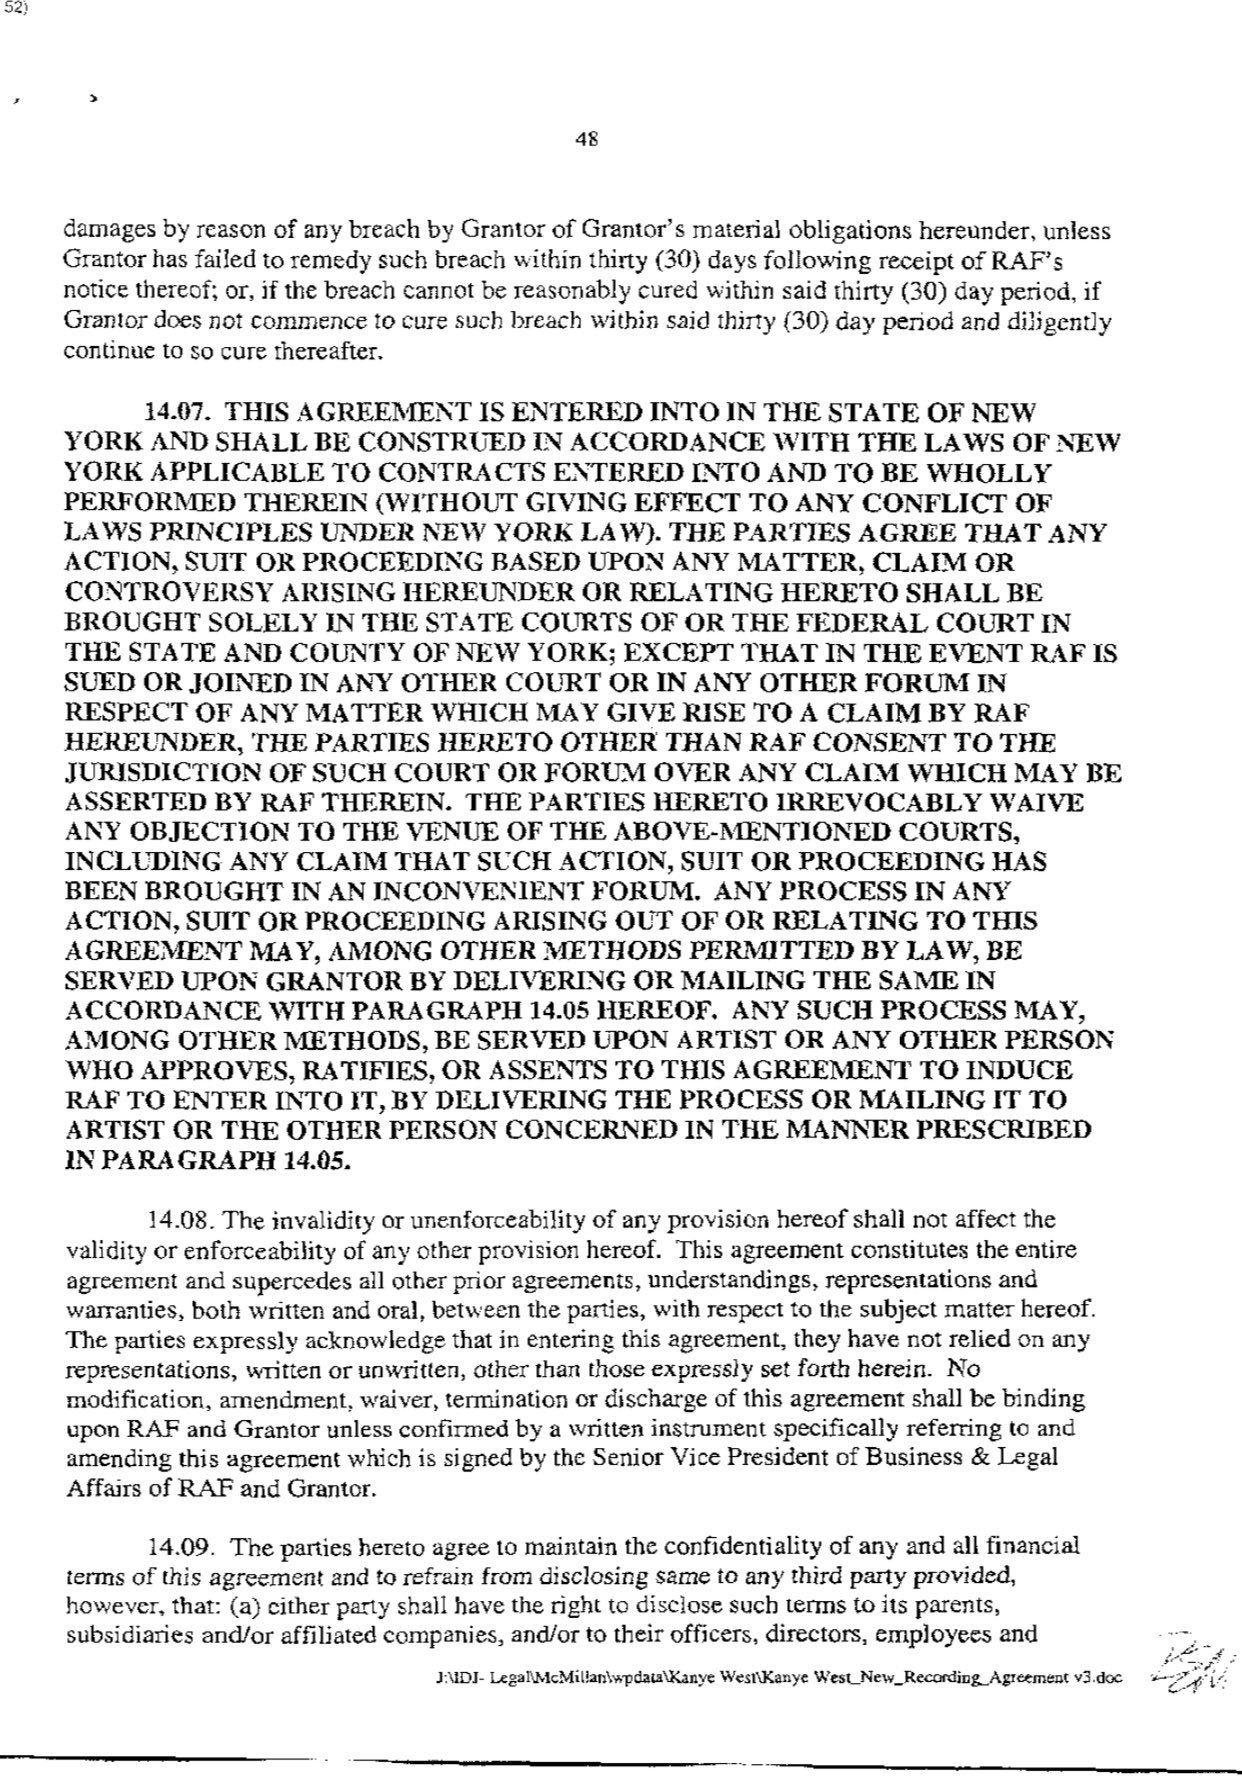 52)
48
damages by reason of any breach by Grantor of Grantor's material obligations hereunder, unless
Grantor has failed to remedy such breach within thirty (30) days following receipt of RAF's
notice thereof; or, if the breach cannot be reasonably cured within said thirty (30) day period, if
Grantor does not commence to cure such breach within said thirty (30) day period and diligently
continue to so cure thereafter.
14.07. THIS AGREEMENT IS ENTERED INTO IN THE STATE OF NEW
YORK AND SHALL BE CONSTRUED IN ACCORDANCE WITH THE LAWS OF NEW
YORK APPLICABLE TO CONTRACTS ENTERED INTO AND TO BE WHOLLY
PERFORMED THEREIN (WITHOUT GIVING EFFECT TO ANY CONFLICT OF
LAWS PRINCIPLES UNDER NEW YORK LAW). THE PARTIES AGREE THAT ANY
ACTION, SUIT OR PROCEEDING BASED UPON ANY MATTER, CLAIM OR
CONTROVERSY ARISING HEREUNDER OR RELATING HERETO SHALL BE
BROUGHT SOLELY IN THE STATE COURTS OF OR THE FEDERAL COURT IN
THE STATE AND COUNTY OF NEW YORK; EXCEPT THAT IN THE EVENT RAF IS
SUED OR JOINED IN ANY OTHER COURT OR IN ANY OTHER FORUM IN
RESPECT OF ANY MATTER WHICH MAY GIVE RISE TO A CLAIM BY RAF
HEREUNDER, THE PARTIES HERETO OTHER THAN RAF CONSENT TO THE
JURISDICTION OF SUCH COURT OR FORUM OVER ANY CLAIM WHICH MAY BE
ASSERTED BY RAF THEREIN. THE PARTIES HERETO IRREVOCABLY WAIVE
ANY OBJECTION TO THE VENUE OF THE ABOVE-MENTIONED COURTS,
INCLUDING ANY CLAIM THAT SUCH ACTION, SUIT OR PROCEEDING HAS
BEEN BROUGHT IN AN INCONVENIENT FORUM. ANY PROCESS IN ANY
ACTION, SUIT OR PROCEEDING ARISING OUT OF OR RELATING TO THIS
AGREEMENT MAY, AMONG OTHER METHODS PERMITTED BY LAW, BE
SERVED UPON GRANTOR BY DELIVERING OR MAILING THE SAME IN
ACCORDANCE WITH PARAGRAPH 14.05 HEREOF. ANY SUCH PROCESS MAY,
AMONG OTHER METHODS, BE SERVED UPON ARTIST OR ANY OTHER PERSON
WHO APPROVES, RATIFIES, OR ASSENTS TO THIS AGREEMENT TO INDUCE
RAF TO ENTER INTO IT, BY DELIVERING THE PROCESS OR MAILING IT TO
ARTIST OR THE OTHER PERSON CONCERNED IN THE MANNER PRESCRIBED
IN PARAGRAPH 14.05.
14.08. The invalidity or unenforceability of any provision hereof shall not affect the
validity or enforceability of any other provision hereof. This agreement constitutes the entire
agreement and supercedes all other prior agreements, understandings, representations and
warranties, both written and oral, between the parties, with respect to the subject matter hereof.
The parties expressly acknowledge that in entering this agreement, they have not relied on any
representations, written or unwritten, other than those expressly set forth herein. No
modification, amendment, waiver, termination or discharge of this agreement shall be binding
upon RAF and Grantor unless confirmed by a written instrument specifically referring to and
amending this agreement which is signed by the Senior Vice President of Business & Legal
Affairs of RAF and Grantor.
14.09. The parties hereto agree to maintain the confidentiality of any and all financial
terms of this agreement and to refrain from disclosing same to any third party provided,
however, that: (a) either party shall have the right to disclose such terms to its parents,
subsidiaries and/or affiliated companies, and/or to their officers, directors, employees and
J:\IDJ- Legal\McMillan\wpdata\Kanye West\Kanye West_New_Recording_Agreement v3.doc